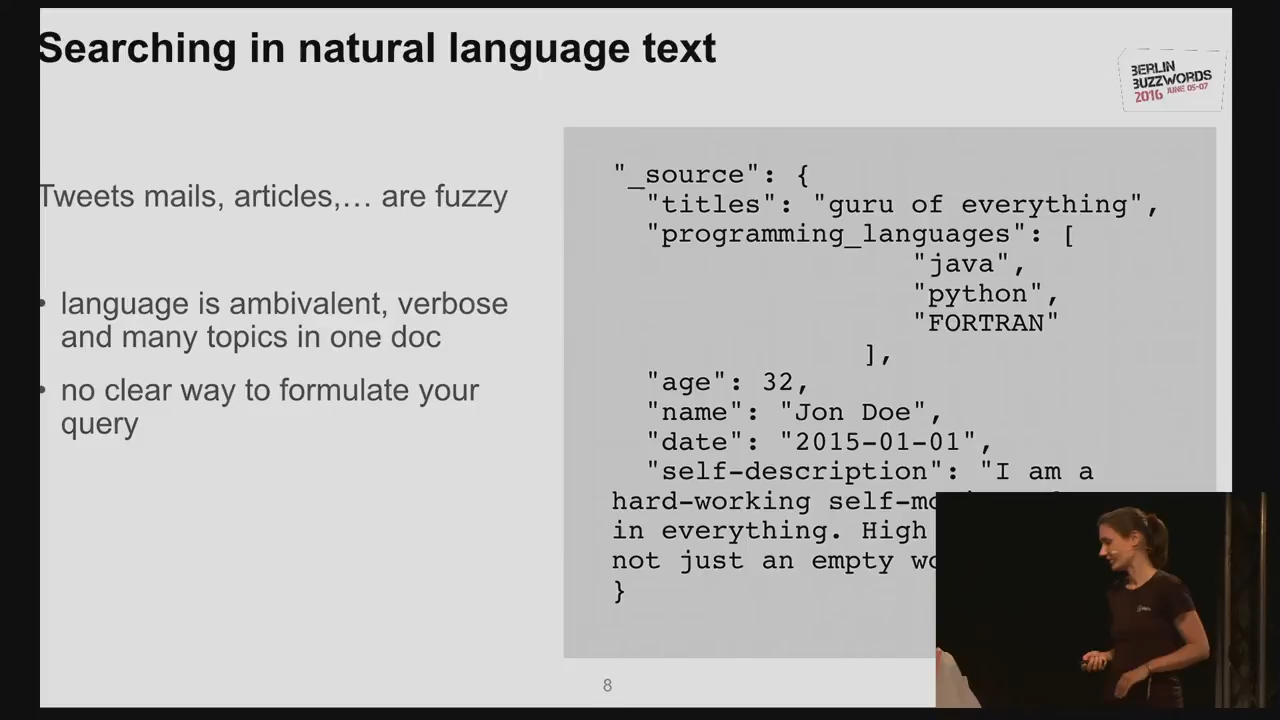 Searching in natural language text
BERLIN
BUZZWORDS
2016 JUNE 05-07
Tweets mails, articles,… are fuzzy
• language is ambivalent, verbose
and many topics in one doc
• no clear way to formulate your
query
"_source": {
"titles": "guru of everything",
"programming_languages": [
"java",
"python",
"FORTRAN"
],
"age": 32,
"name": "Jon Doe",
"date": "2015-01-01",
"self-description": "I am a
hard-working
in everything. High
not just an empty
}
8